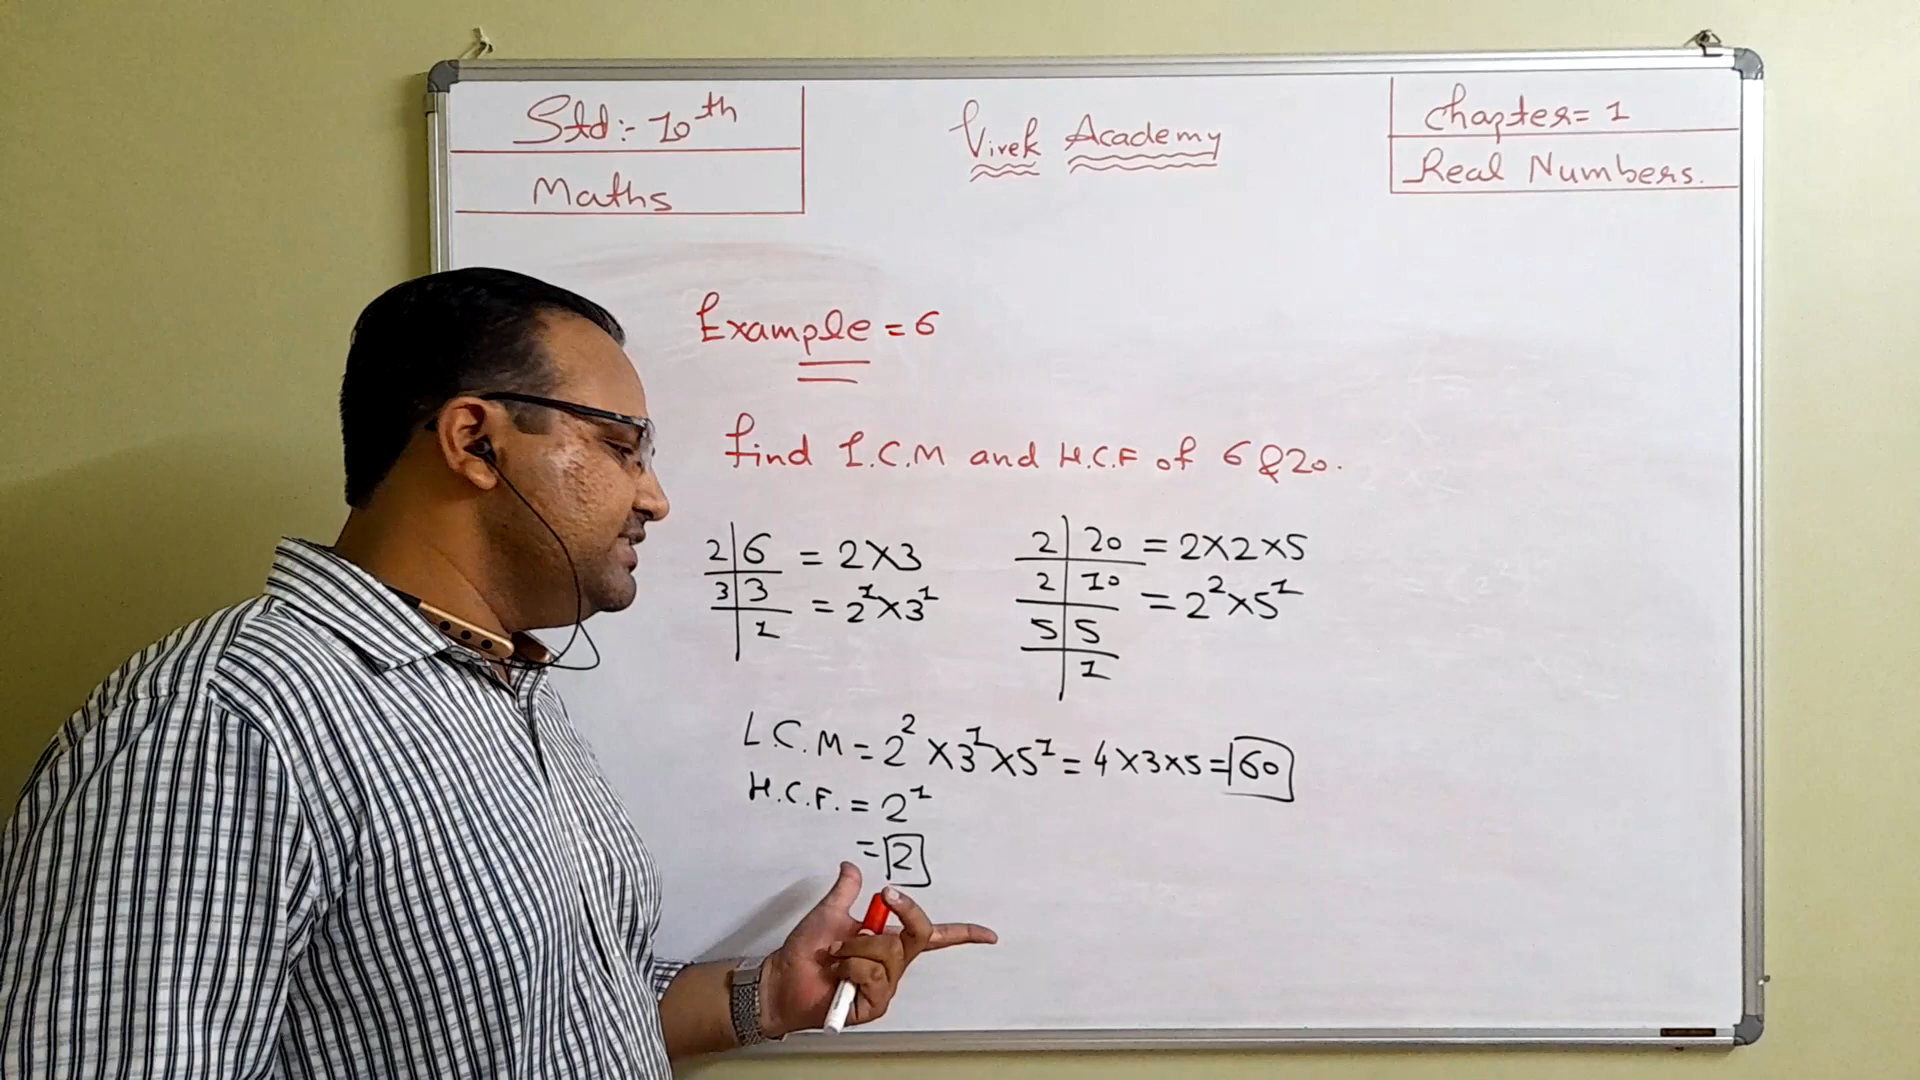 Std:- 10th
Maths
Vivek Academy
Chapter= 1
Real Numbers.
Example = 6
find L.C.M and H.C.F of 6 & 20.
2 | 6 = 2×3
3 | 3 = 2¹×3¹
1
2 | 20 = 2×2×5
2 | 10 = 2²×5¹
5 | 5
1
L.C.M = 2²×3¹×5¹ = 4×3×5 = 60
H.C.F. = 2¹
= 2